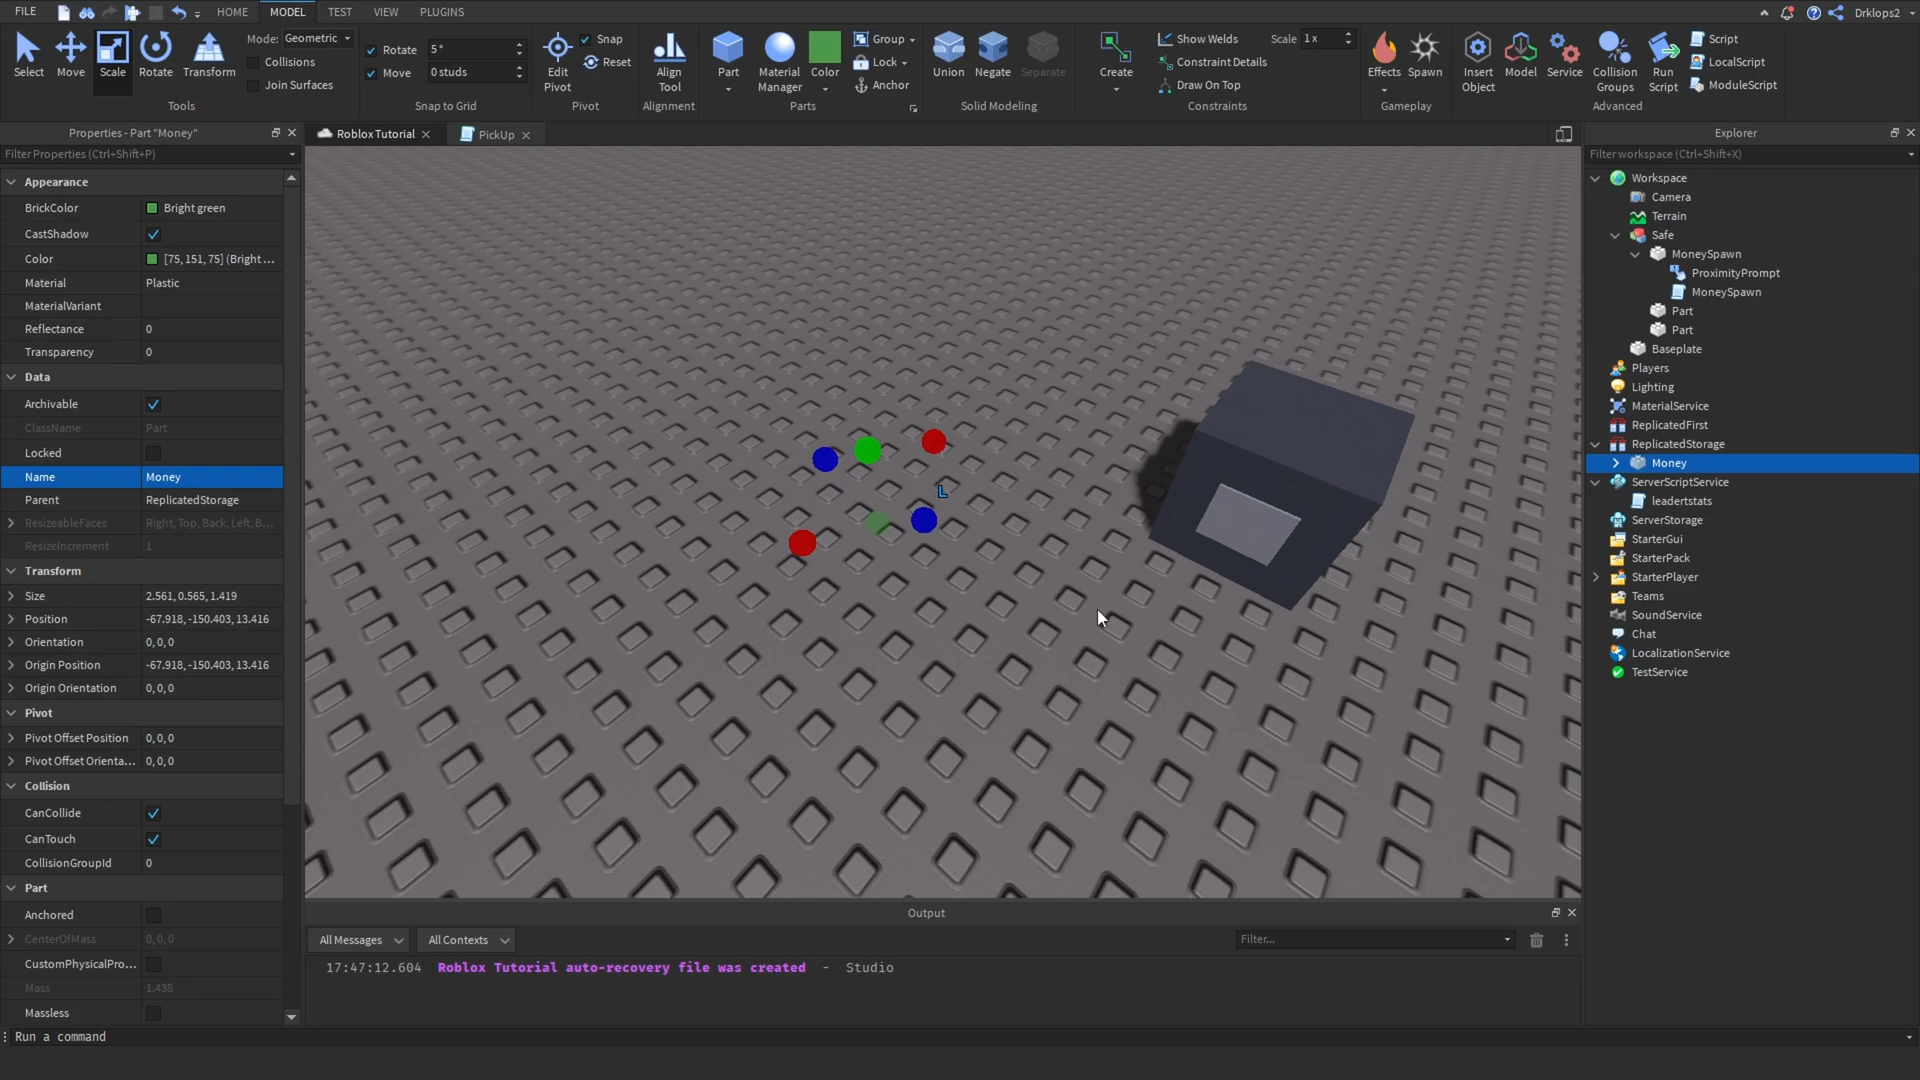 FILE HOME MODEL TEST VIEW PLUGINS Drklops2
Select Move Scale Rotate Transform
Mode: Geometric
Collisions
Join Surfaces
Tools
Rotate 5°
Move 0 studs
Snap to Grid
Edit Pivot
Snap
Reset
Pivot
Align Tool
Alignment
Part
Material Manager
Color
Group
Lock
Anchor
Parts
Union Negate Separate
Solid Modeling
Create
Show Welds
Constraint Details
Draw On Top
Scale 1 x
Constraints
Effects Spawn
Gameplay
Insert Object
Model
Service
Collision Groups
Run Script
Script
LocalScript
ModuleScript
Advanced
Properties - Part "Money"
Filter Properties (Ctrl+Shift+P)
Appearance
BrickColor Bright green
CastShadow
Color [75, 151, 75] (Bright ...
Material Plastic
MaterialVariant
Reflectance 0
Transparency 0
Data
Archivable
ClassName Part
Locked
Name Money
Parent ReplicatedStorage
ResizeableFaces Right, Top, Back, Left, B...
ResizeIncrement 1
Transform
Size 2.561, 0.565, 1.419
Position -67.918, -150.403, 13.416
Orientation 0, 0, 0
Origin Position -67.918, -150.403, 13.416
Origin Orientation 0, 0, 0
Pivot
Pivot Offset Position 0, 0, 0
Pivot Offset Orienta... 0, 0, 0
Collision
CanCollide
CanTouch
CollisionGroupId 0
Part
Anchored
CenterOfMass 0, 0, 0
CustomPhysicalPro...
Mass 1.438
Massless
Roblox Tutorial PickUp
L
Output
All Messages All Contexts Filter...
17:47:12.604 Roblox Tutorial auto-recovery file was created - Studio
Explorer
Filter workspace (Ctrl+Shift+X)
Workspace
Camera
Terrain
Safe
MoneySpawn
ProximityPrompt
MoneySpawn
Part
Part
Baseplate
Players
Lighting
MaterialService
ReplicatedFirst
ReplicatedStorage
Money
ServerScriptService
leadertstats
ServerStorage
StarterGui
StarterPack
StarterPlayer
Teams
SoundService
Chat
LocalizationService
TestService
Run a command